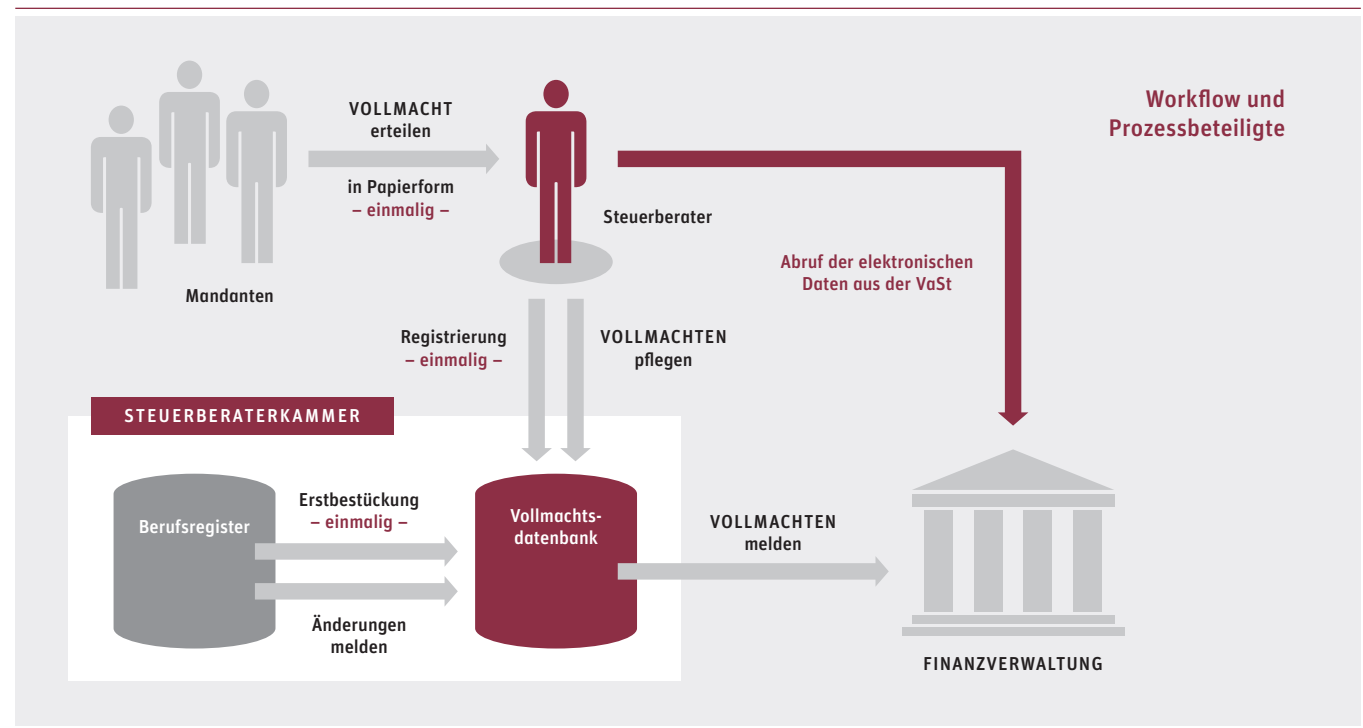 Workflow und
Prozessbeteiligte
VOLLMACHT
erteilen
in Papierform
– einmalig –
Mandanten
Steuerberater
Abruf der elektronischen
Daten aus der VaSt
Registrierung
– einmalig –
VOLLMACHTEN
pflegen
STEUERBERATERKAMMER
Berufsregister
Erstbestückung
– einmalig –
Änderungen
melden
Vollmachts-
datenbank
VOLLMACHTEN
melden
FINANZVERWALTUNG